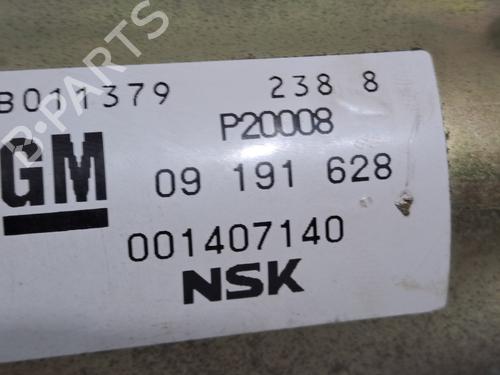 B011379 238 8
P20008
GM 09 191 628
001407140
NSK
B-PARTS